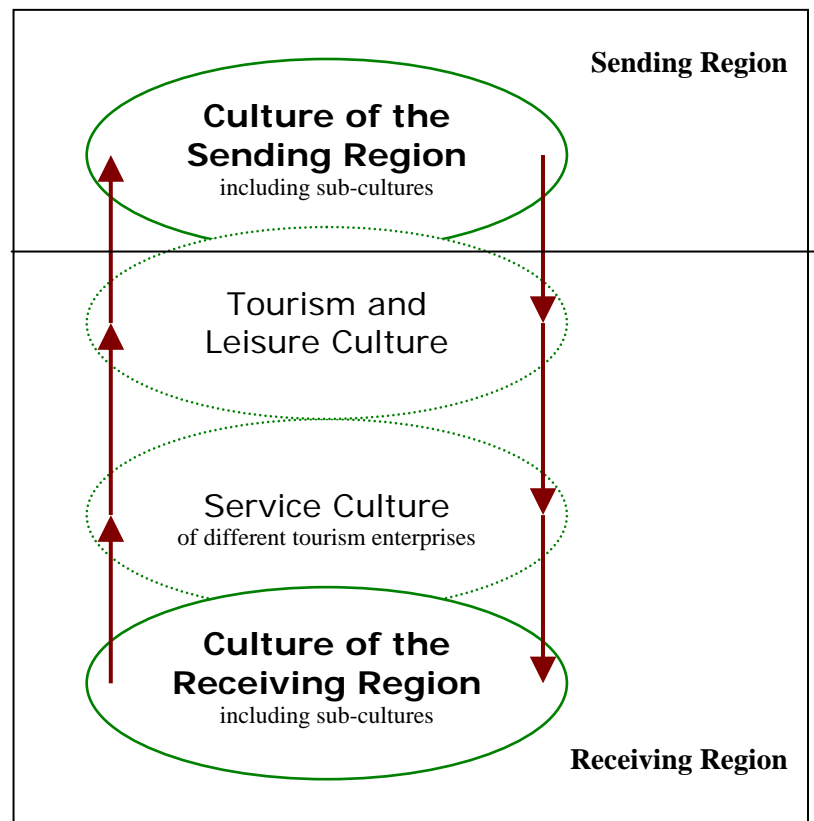 Sending Region
Culture of the
Sending Region
including sub-cultures
Tourism and
Leisure Culture
Service Culture
of different tourism enterprises
Culture of the
Receiving Region
including sub-cultures
Receiving Region